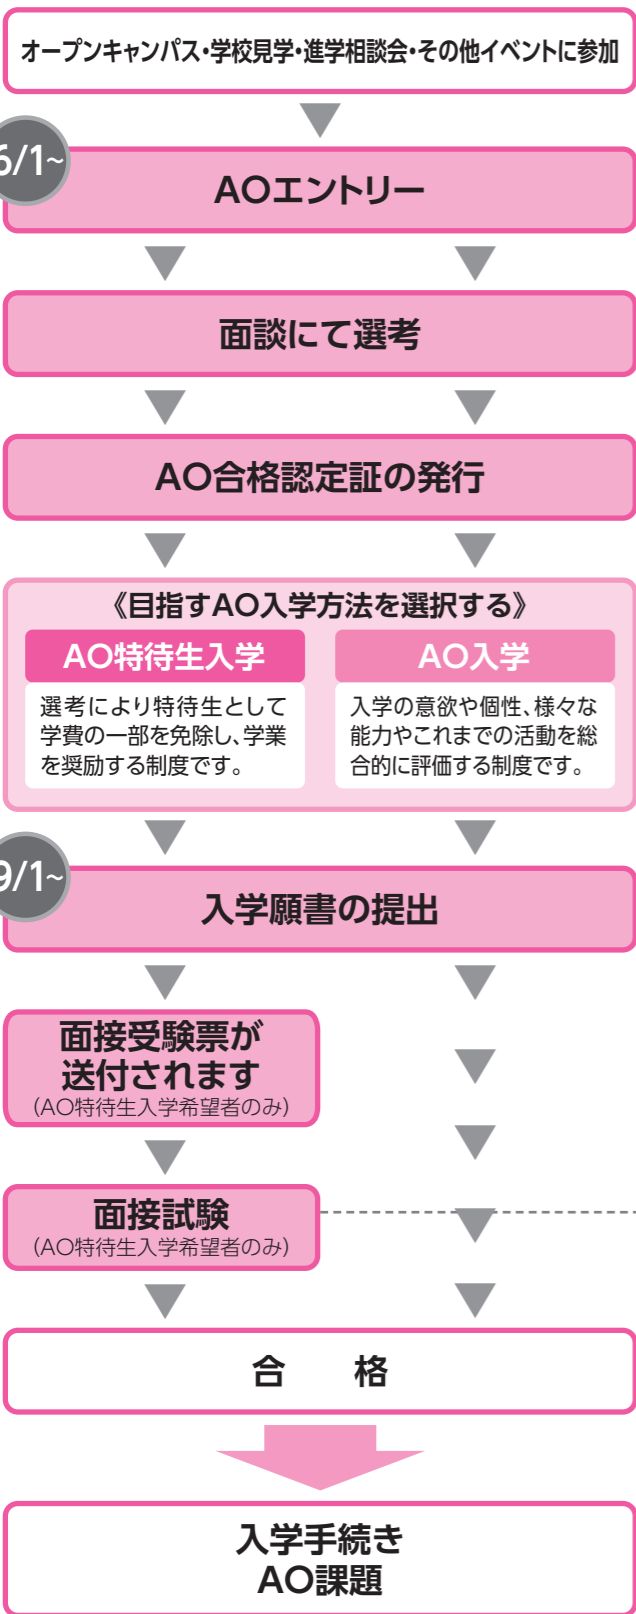 オープンキャンパス・学校見学・進学相談会・その他イベントに参加
6/1~
AOエントリー
面談にて選考
AO合格認定証の発行
《目指すAO入学方法を選択する》
AO特待生入学
選考により特待生として
学費の一部を免除し、学業
を奨励する制度です。
AO入学
入学の意欲や個性、様々な
能力やこれまでの活動を総
合的に評価する制度です。
9/1~
入学願書の提出
面接受験票が
送付されます
(AO特待生入学希望者のみ)
面接試験
(AO特待生入学希望者のみ)
合　格
入学手続き
AO課題